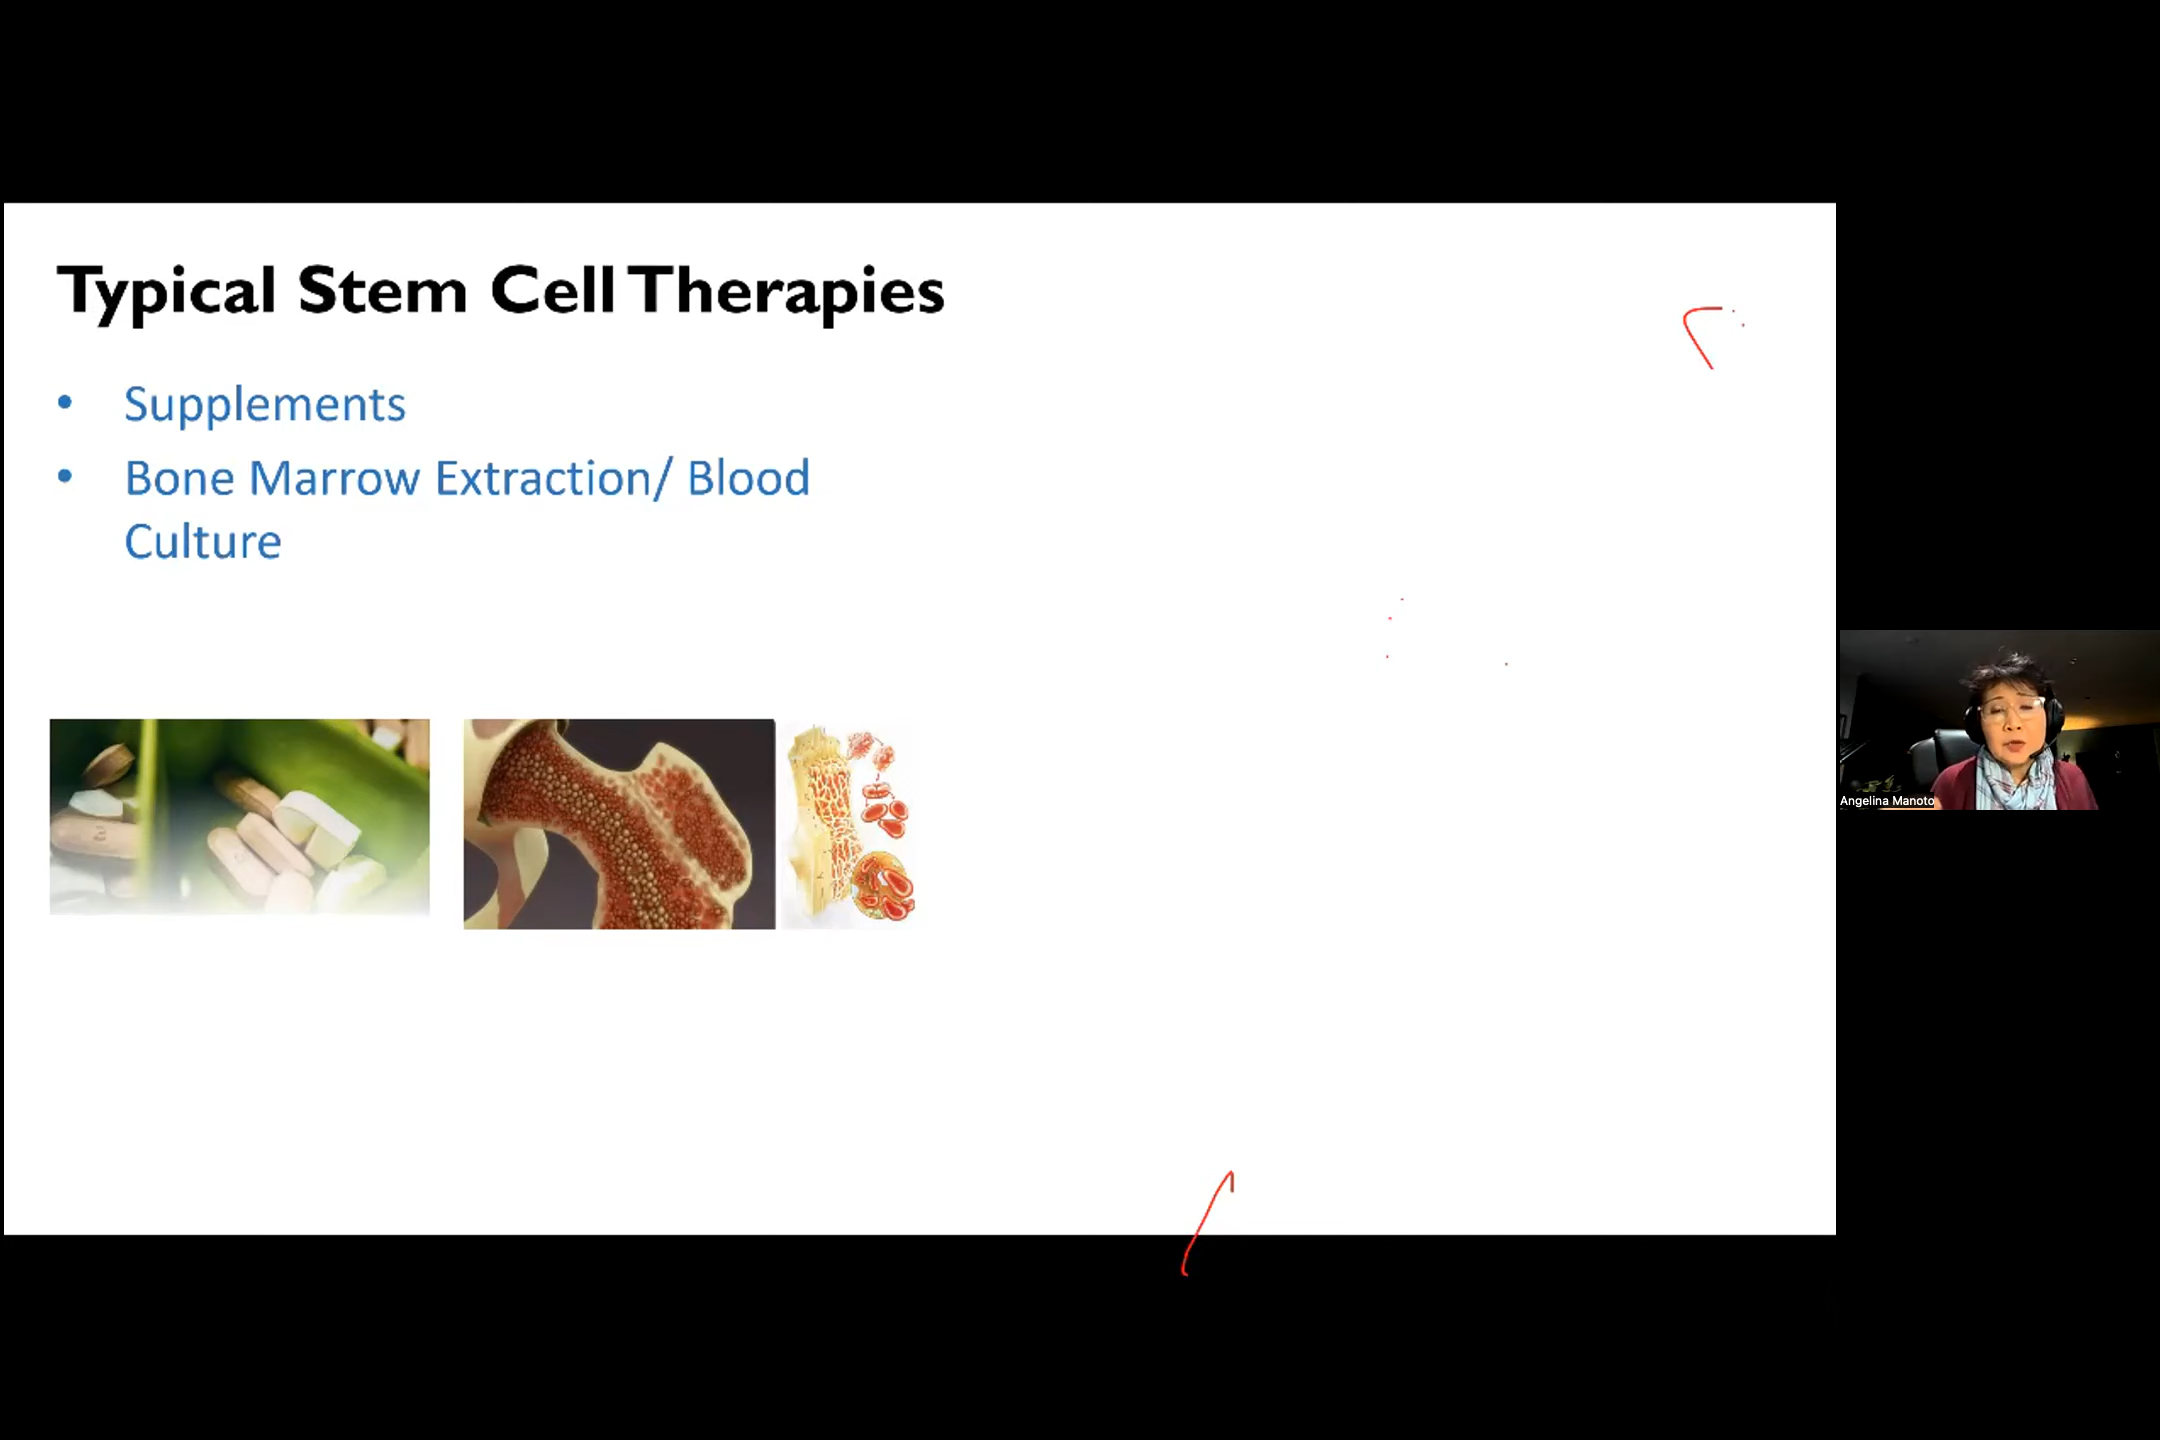 Typical Stem Cell Therapies
• Supplements
• Bone Marrow Extraction/ Blood
Culture
Angelina Manoto